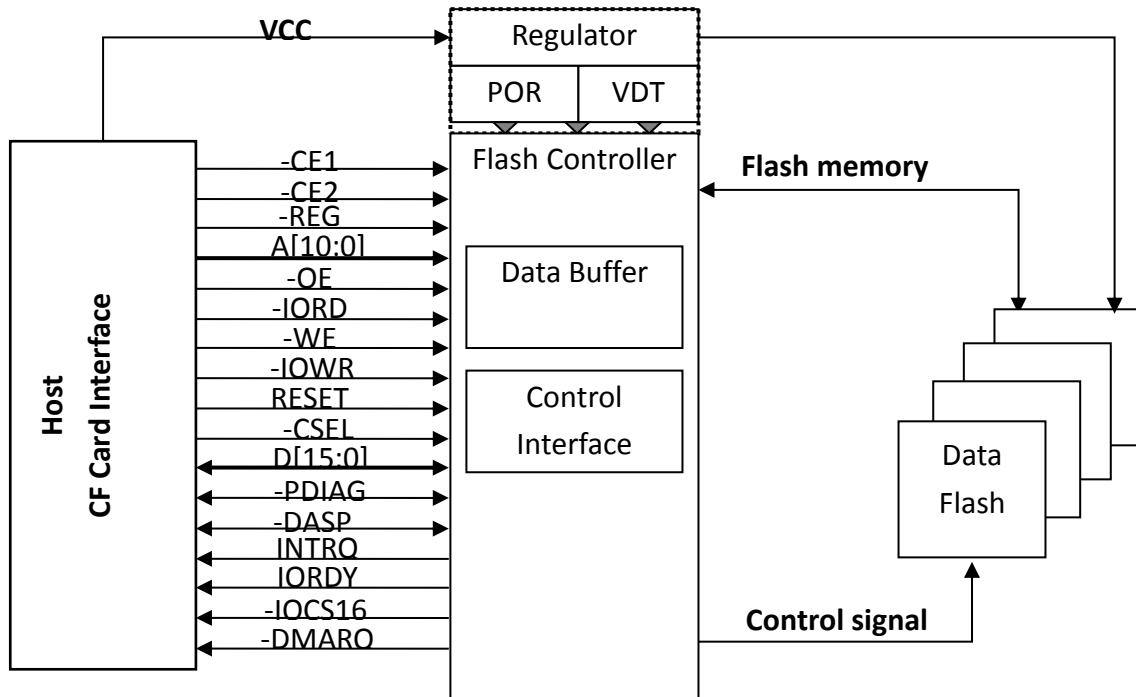 VCC
Regulator
POR
VDT
Host
CF Card Interface
-CE1
-CE2
-REG
A[10:0]
-OE
-IORD
-WE
-IOWR
RESET
-CSEL
D[15:0]
-PDIAG
-DASP
INTRQ
IORDY
-IOCS16
-DMARQ
Flash Controller
Data Buffer
Control
Interface
Flash memory
Data
Flash
Control signal